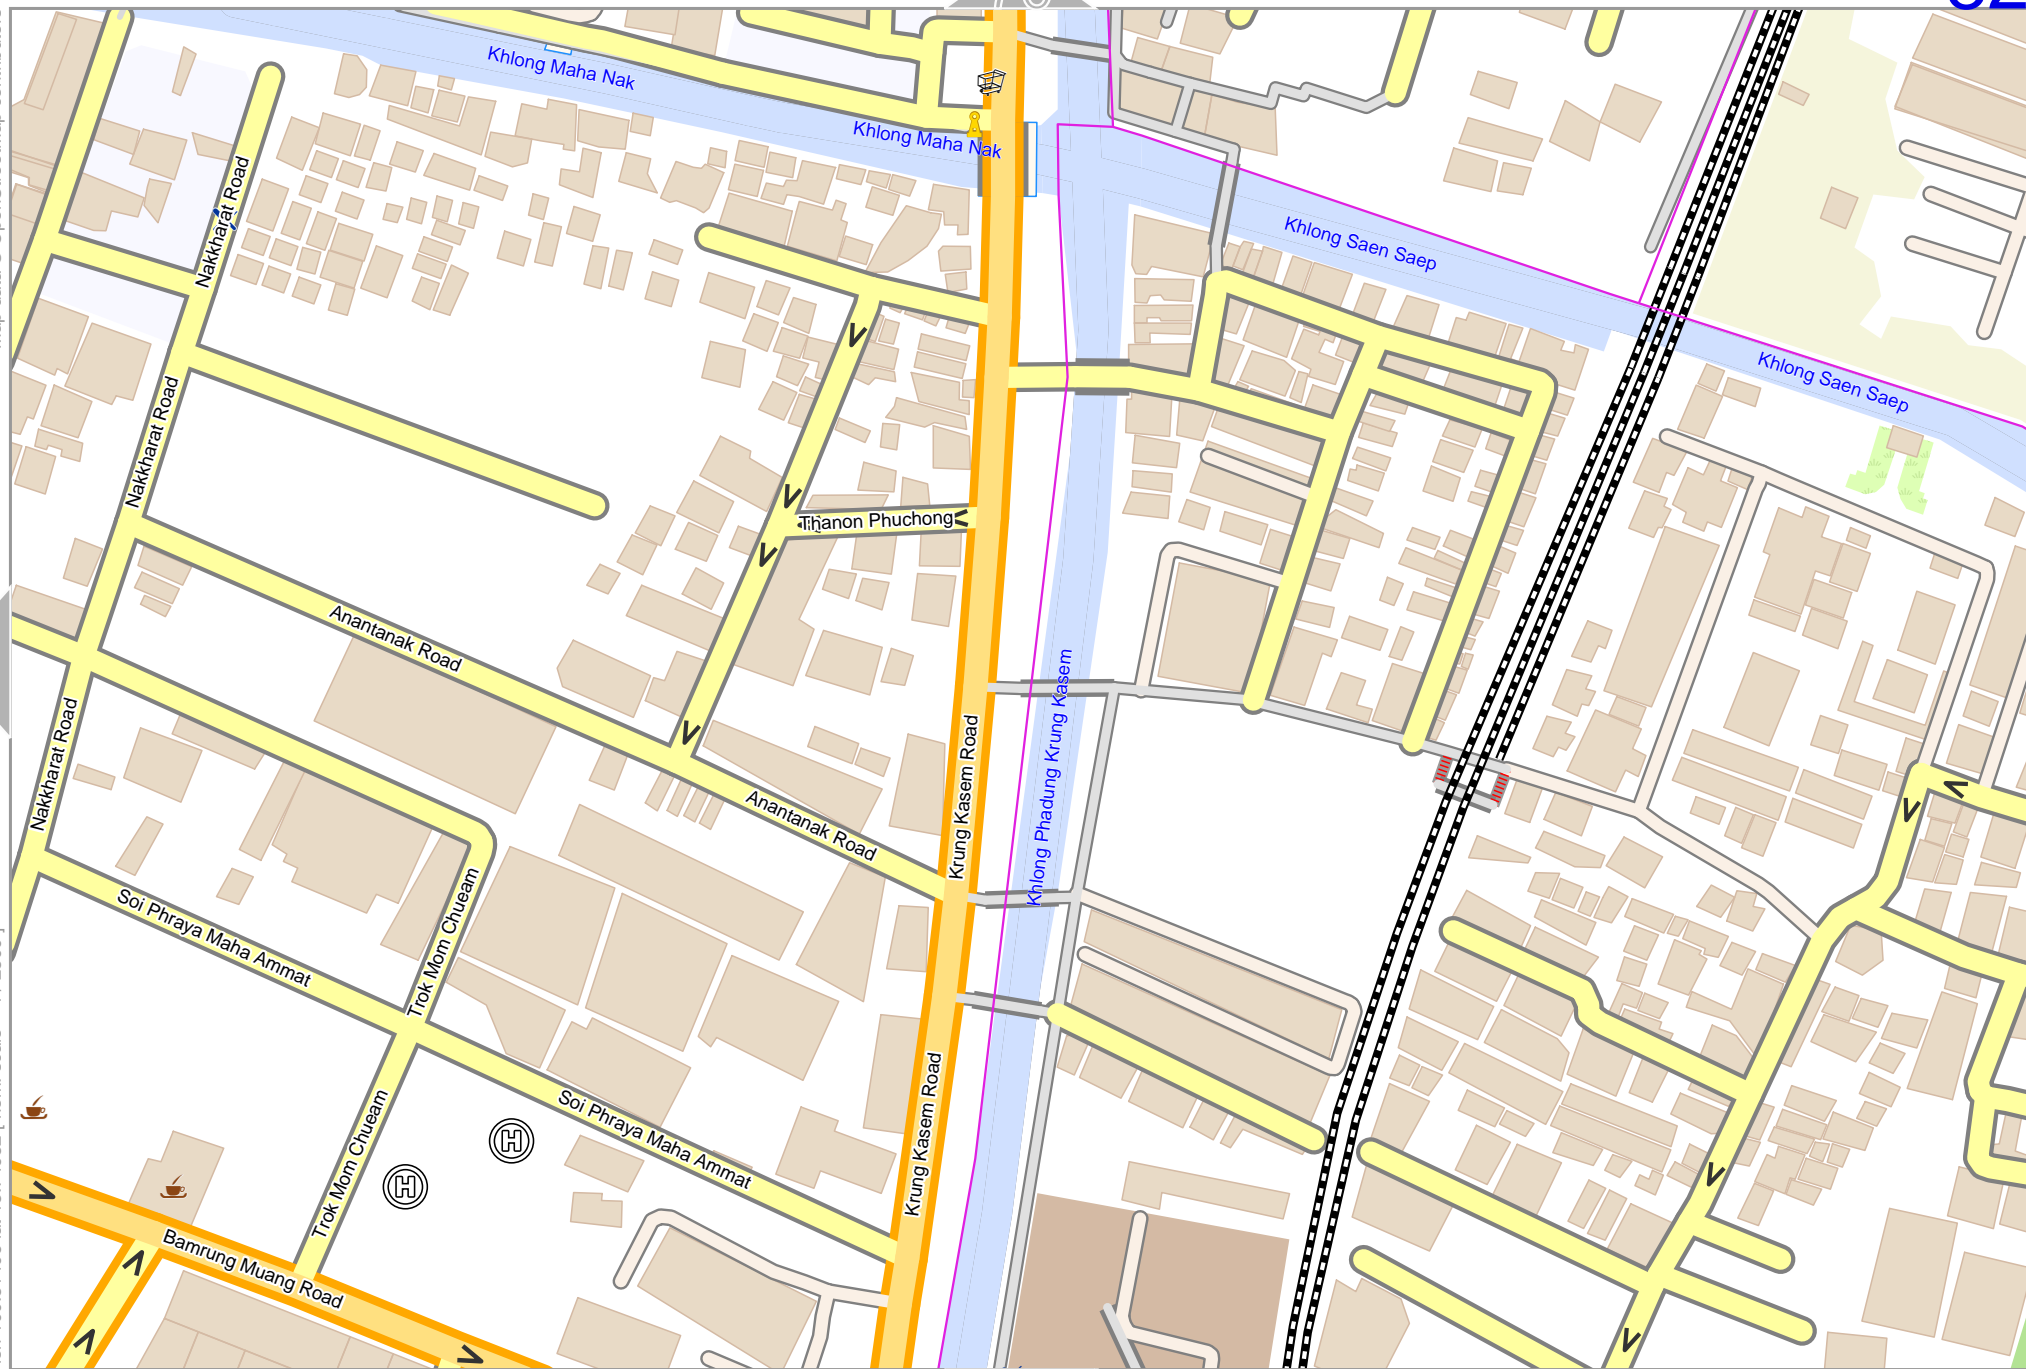 Khlong Maha Nak
Khlong Maha Nak
Nakkharat Road
Khlong Saen Saep
Khlong Saen Saep
Nakkharat Road
Thanon Phuchong
Anantanak Road
Nakkharat Road
Khlong Phadung Krung Kasem
Krung Kasem Road
Anantanak Road
Soi Phraya Maha Ammat
Trok Mom Chueam
Krung Kasem Road
Soi Phraya Maha Ammat
Trok Mom Chueam
H
H
Bamrung Muang Road